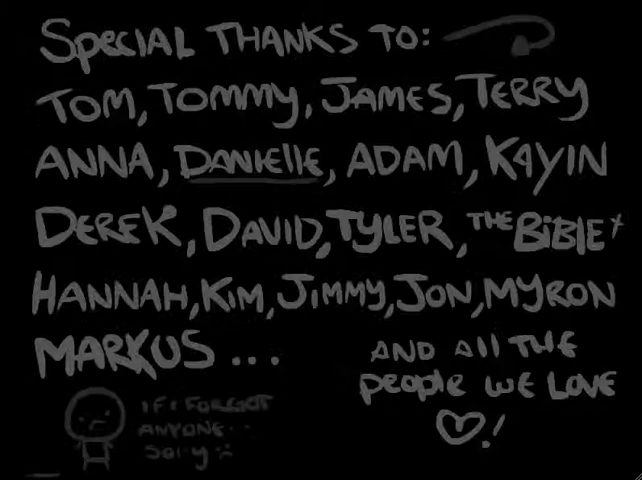 SPECIAL THANKS TO:
TOM, TOMMY, JAMES, TERRY
ANNA, DANIELLE, ADAM, KAYIN
DEREK, DAVID, TYLER, THE BIBLE
HANNAH, KIM, JIMMY, JON, MYRON
MARKUS ...
AND All THE
people WE LOVE
♡!
IF I FORGOT
ANYONE...
SOrry :(